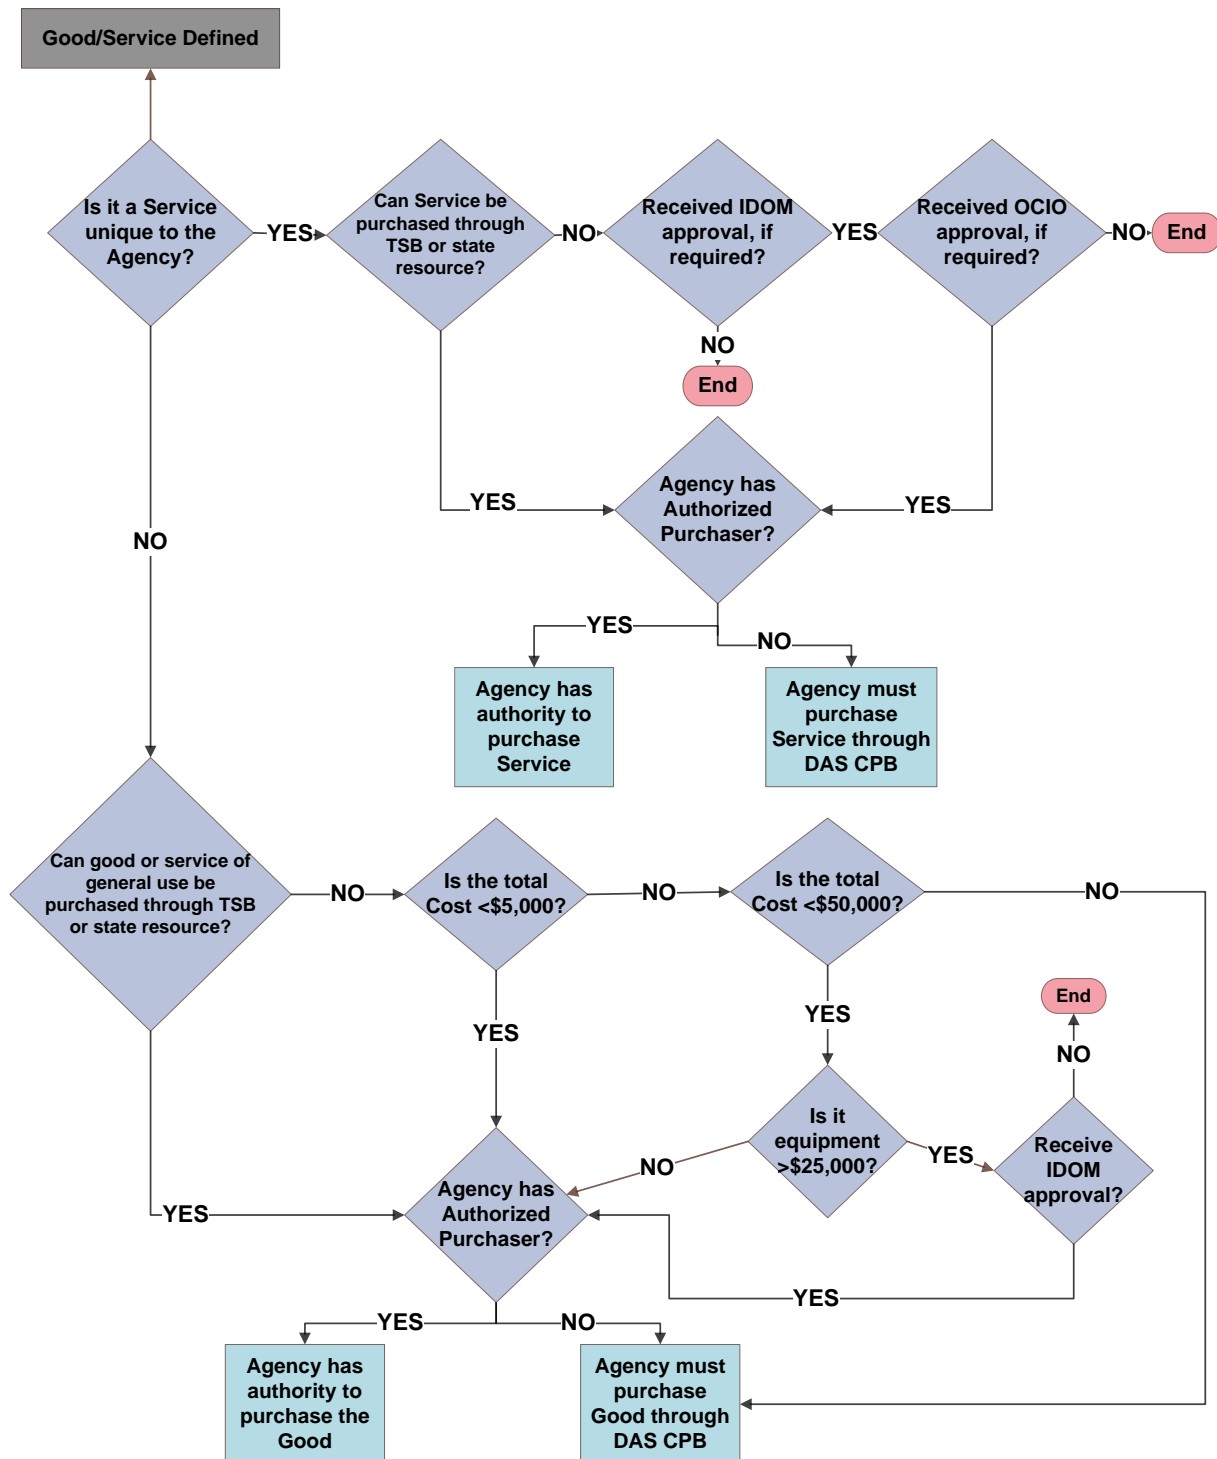 Good/Service Defined
Is it a Service
unique to the
Agency?
YES
Can Service be
purchased through
TSB or state
resource?
NO
Received IDOM
approval, if
required?
YES
Received OCIO
approval, if
required?
NO
End
NO
End
YES
Agency has
Authorized
Purchaser?
YES
NO
YES
NO
Agency has
authority to
purchase
Service
Agency must
purchase
Service through
DAS CPB
Can good or service of
general use be
purchased through TSB
or state resource?
NO
Is the total
Cost <$5,000?
NO
Is the total
Cost <$50,000?
NO
YES
YES
End
NO
Is it
equipment
>$25,000?
NO
YES
Receive
IDOM
approval?
YES
Agency has
Authorized
Purchaser?
YES
YES
NO
Agency has
authority to
purchase the
Good
Agency must
purchase
Good through
DAS CPB